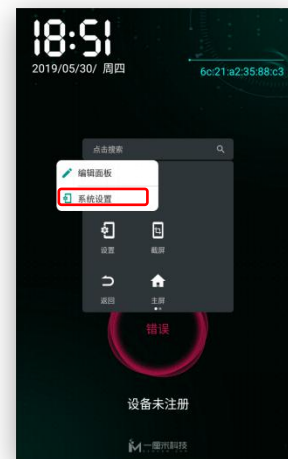 18:51
2019/05/30/ 周四
6c:21:a2:35:88:c3
点击搜索
编辑面板
系统设置
设置
截屏
返回
主屏
错误
设备未注册
一厘米科技